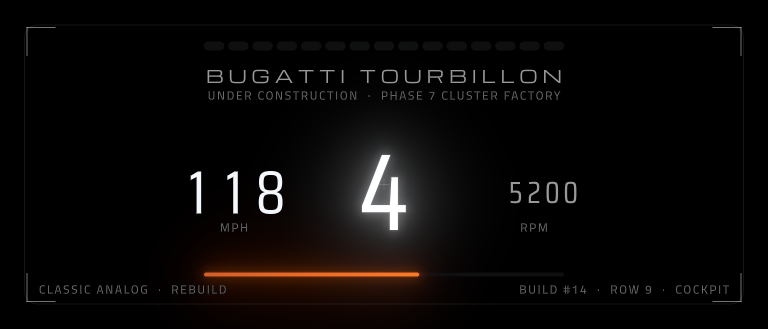 BUGATTI TOURBILLON
UNDER CONSTRUCTION · PHASE 7 CLUSTER FACTORY
118
MPH
4
5200
RPM
CLASSIC ANALOG · REBUILD
BUILD #14 · ROW 9 · COCKPIT